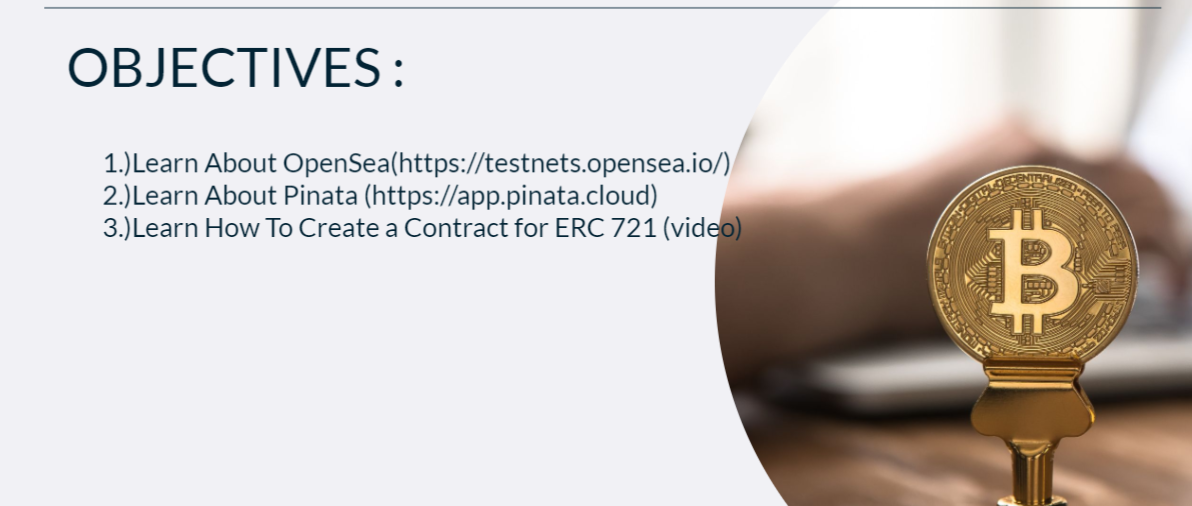 OBJECTIVES :
1.)Learn About OpenSea(https://testnets.opensea.io/)
2.)Learn About Pinata (https://app.pinata.cloud)
3.)Learn How To Create a Contract for ERC 721 (video)
DECENTRALIZED